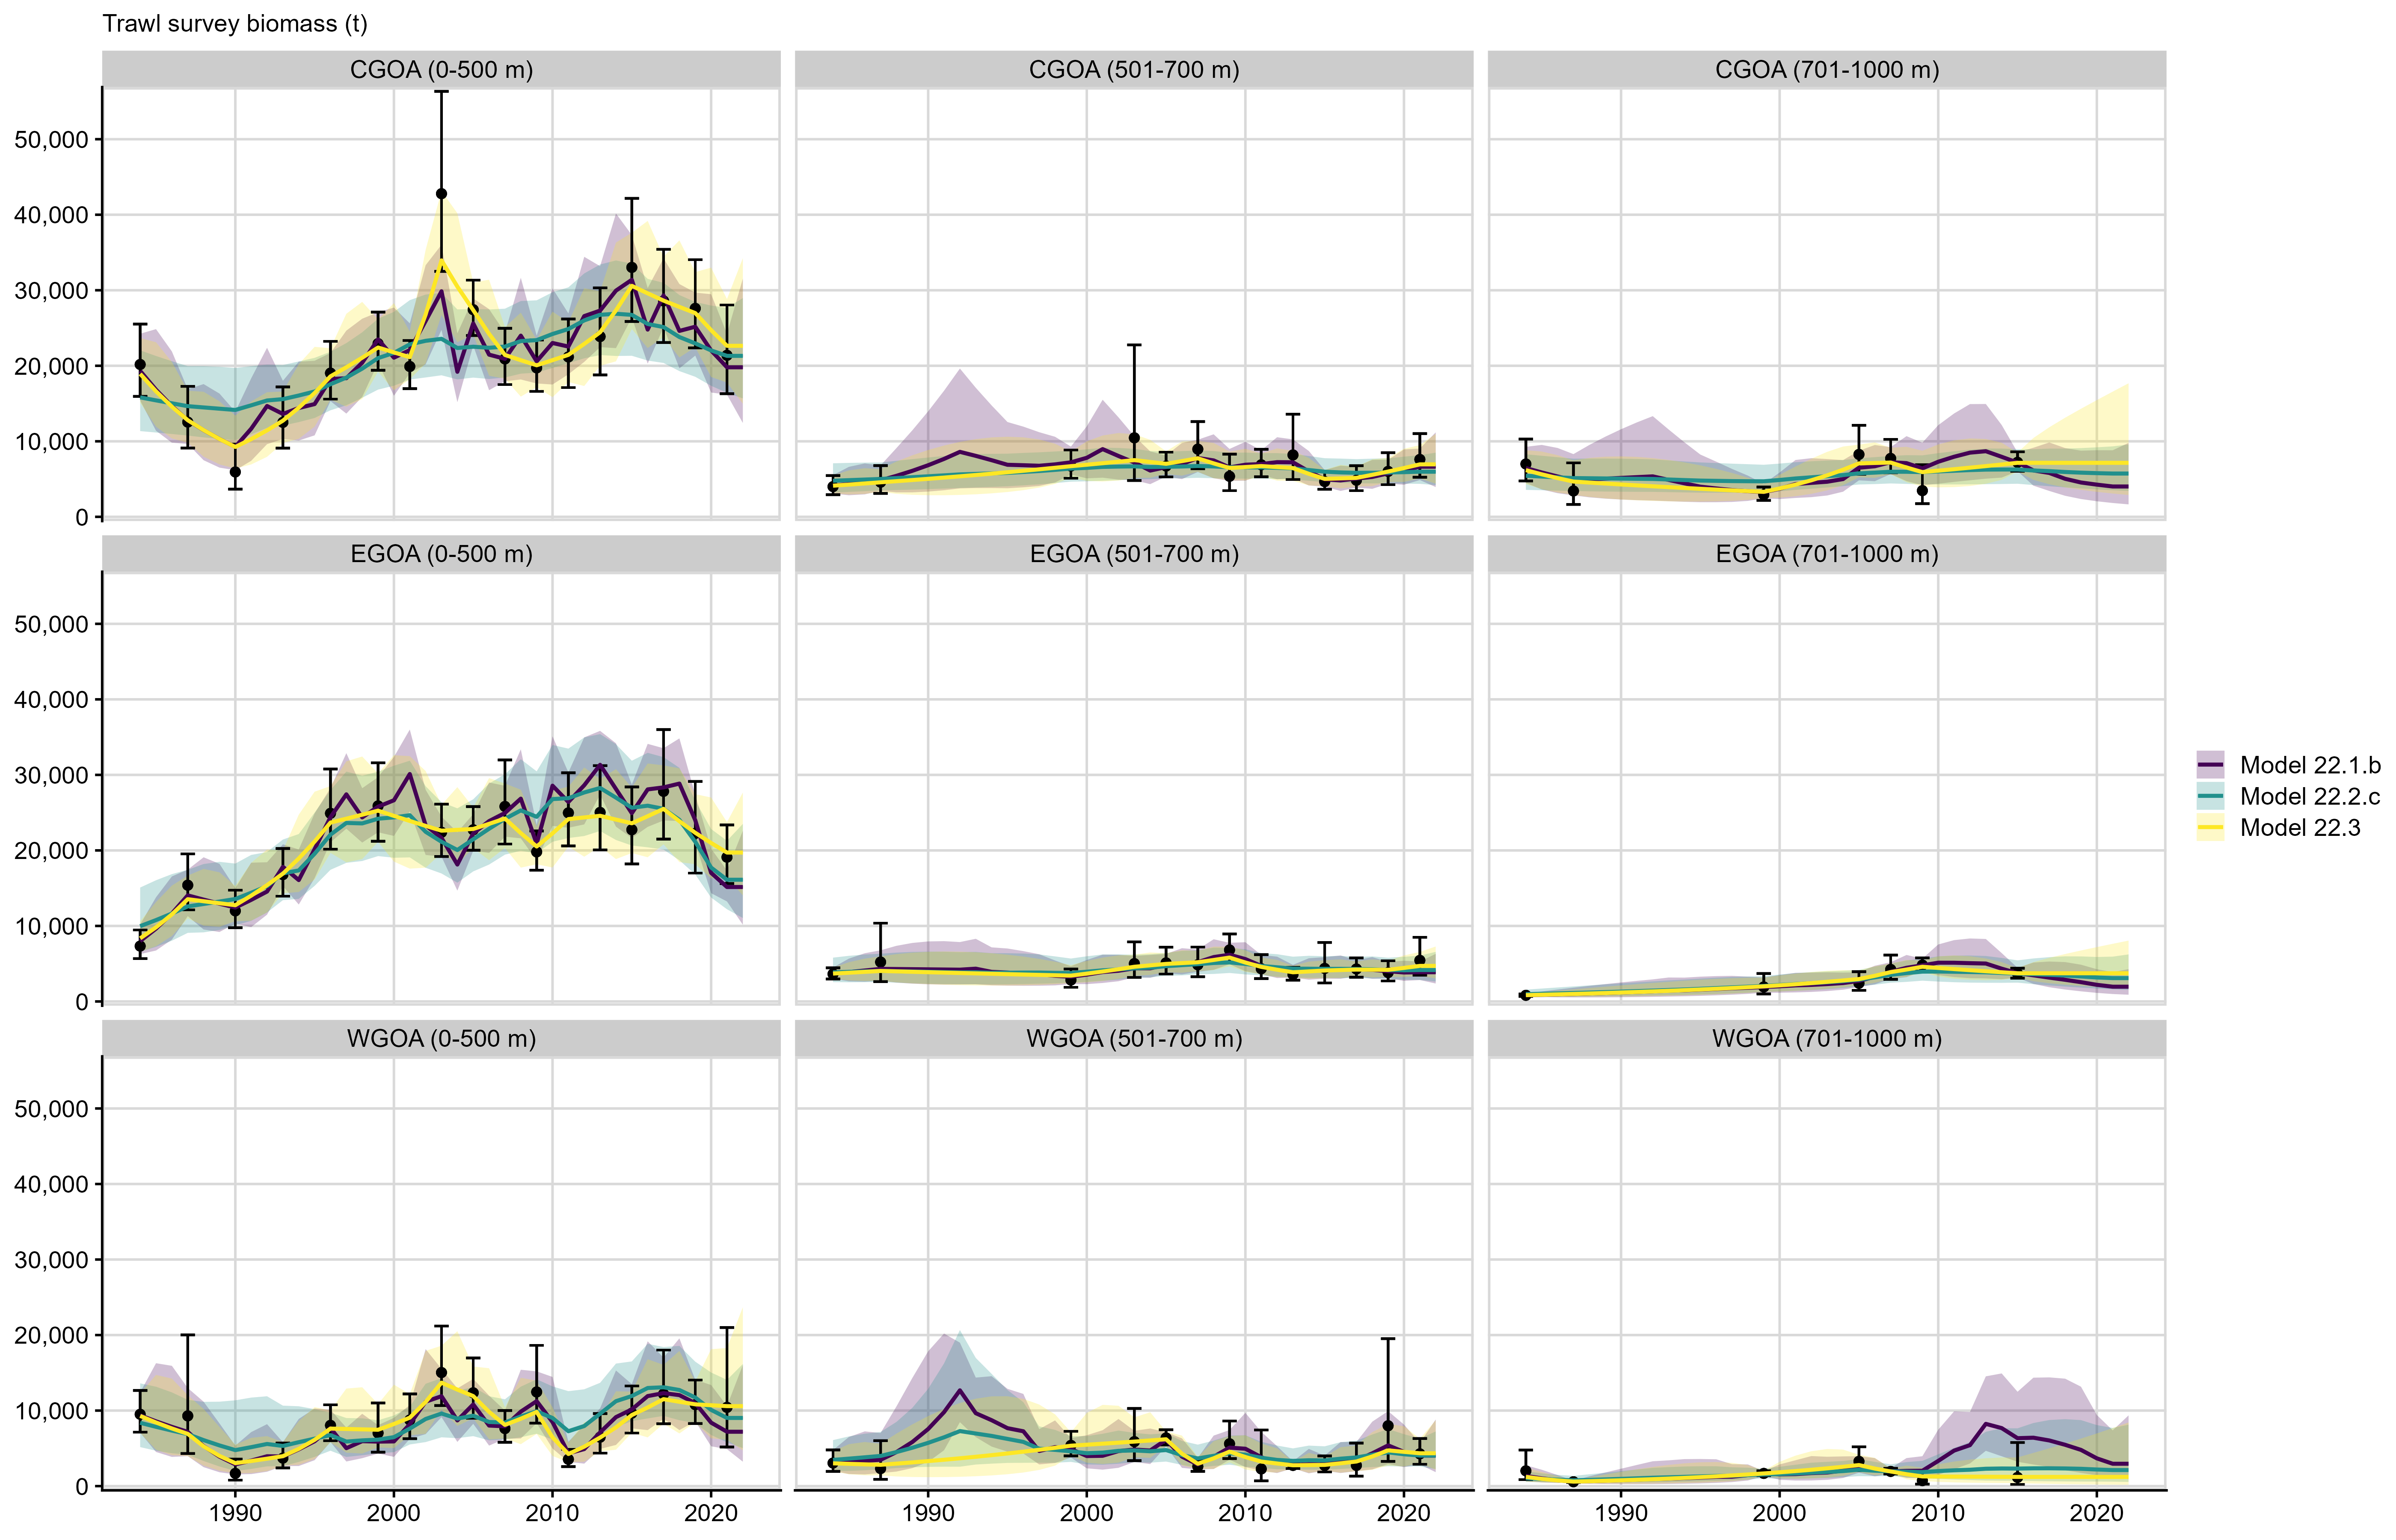 Trawl survey biomass (t)
CGOA (0-500 m) CGOA (501-700 m) CGOA (701-1000 m)
50,000
40,000
30,000
20,000
10,000
0
EGOA (0-500 m) EGOA (501-700 m) EGOA (701-1000 m)
50,000
40,000
30,000
20,000
10,000
0
Model 22.1.b
Model 22.2.c
Model 22.3
WGOA (0-500 m) WGOA (501-700 m) WGOA (701-1000 m)
50,000
40,000
30,000
20,000
10,000
0
1990 2000 2010 2020 1990 2000 2010 2020 1990 2000 2010 2020